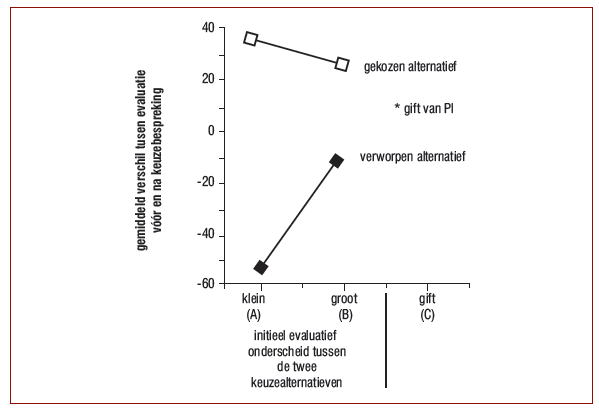 gemiddeld verschil tusen evaluatie
vóór en na keuzebespreking
40
20
0
-20
-40
-60
gekozen alternatief
* gift van PI
verworpen alternatief
klein
(A)
groot
(B)
gift
(C)
initieel evaluatief
onderscheid tussen
de twee
keuzealternatieven